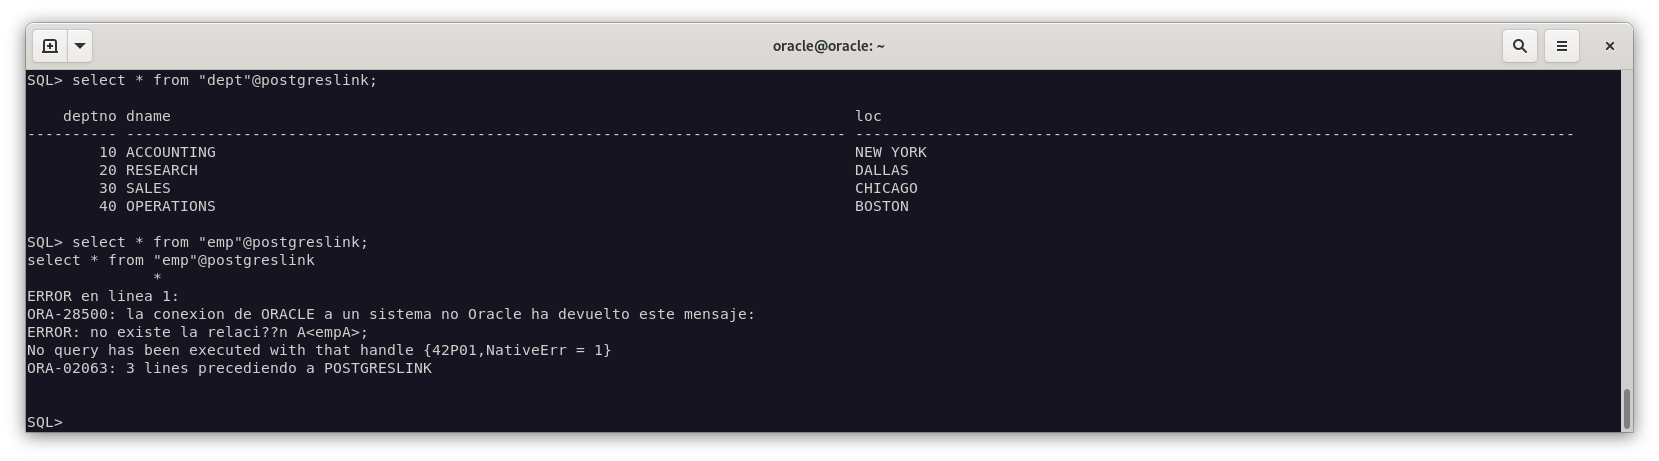 oracle@oracle: ~
SQL> select * from "dept"@postgreslink;
    deptno dname                                                                            loc
---------- -------------------------------------------------------------------------------- --------------------------------------------------------------------------------
        10 ACCOUNTING                                                                       NEW YORK
        20 RESEARCH                                                                         DALLAS
        30 SALES                                                                            CHICAGO
        40 OPERATIONS                                                                       BOSTON
SQL> select * from "emp"@postgreslink;
select * from "emp"@postgreslink
              *
ERROR en linea 1:
ORA-28500: la conexion de ORACLE a un sistema no Oracle ha devuelto este mensaje:
ERROR: no existe la relaci??n A<empA>;
No query has been executed with that handle {42P01,NativeErr = 1}
ORA-02063: 3 lines precediendo a POSTGRESLINK
SQL>